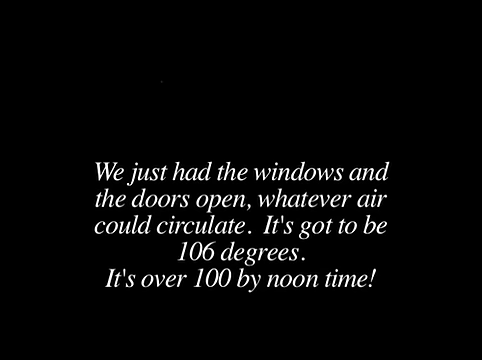 We just had the windows and
the doors open, whatever air
could circulate.  It's got to be
106 degrees.
It's over 100 by noon time!